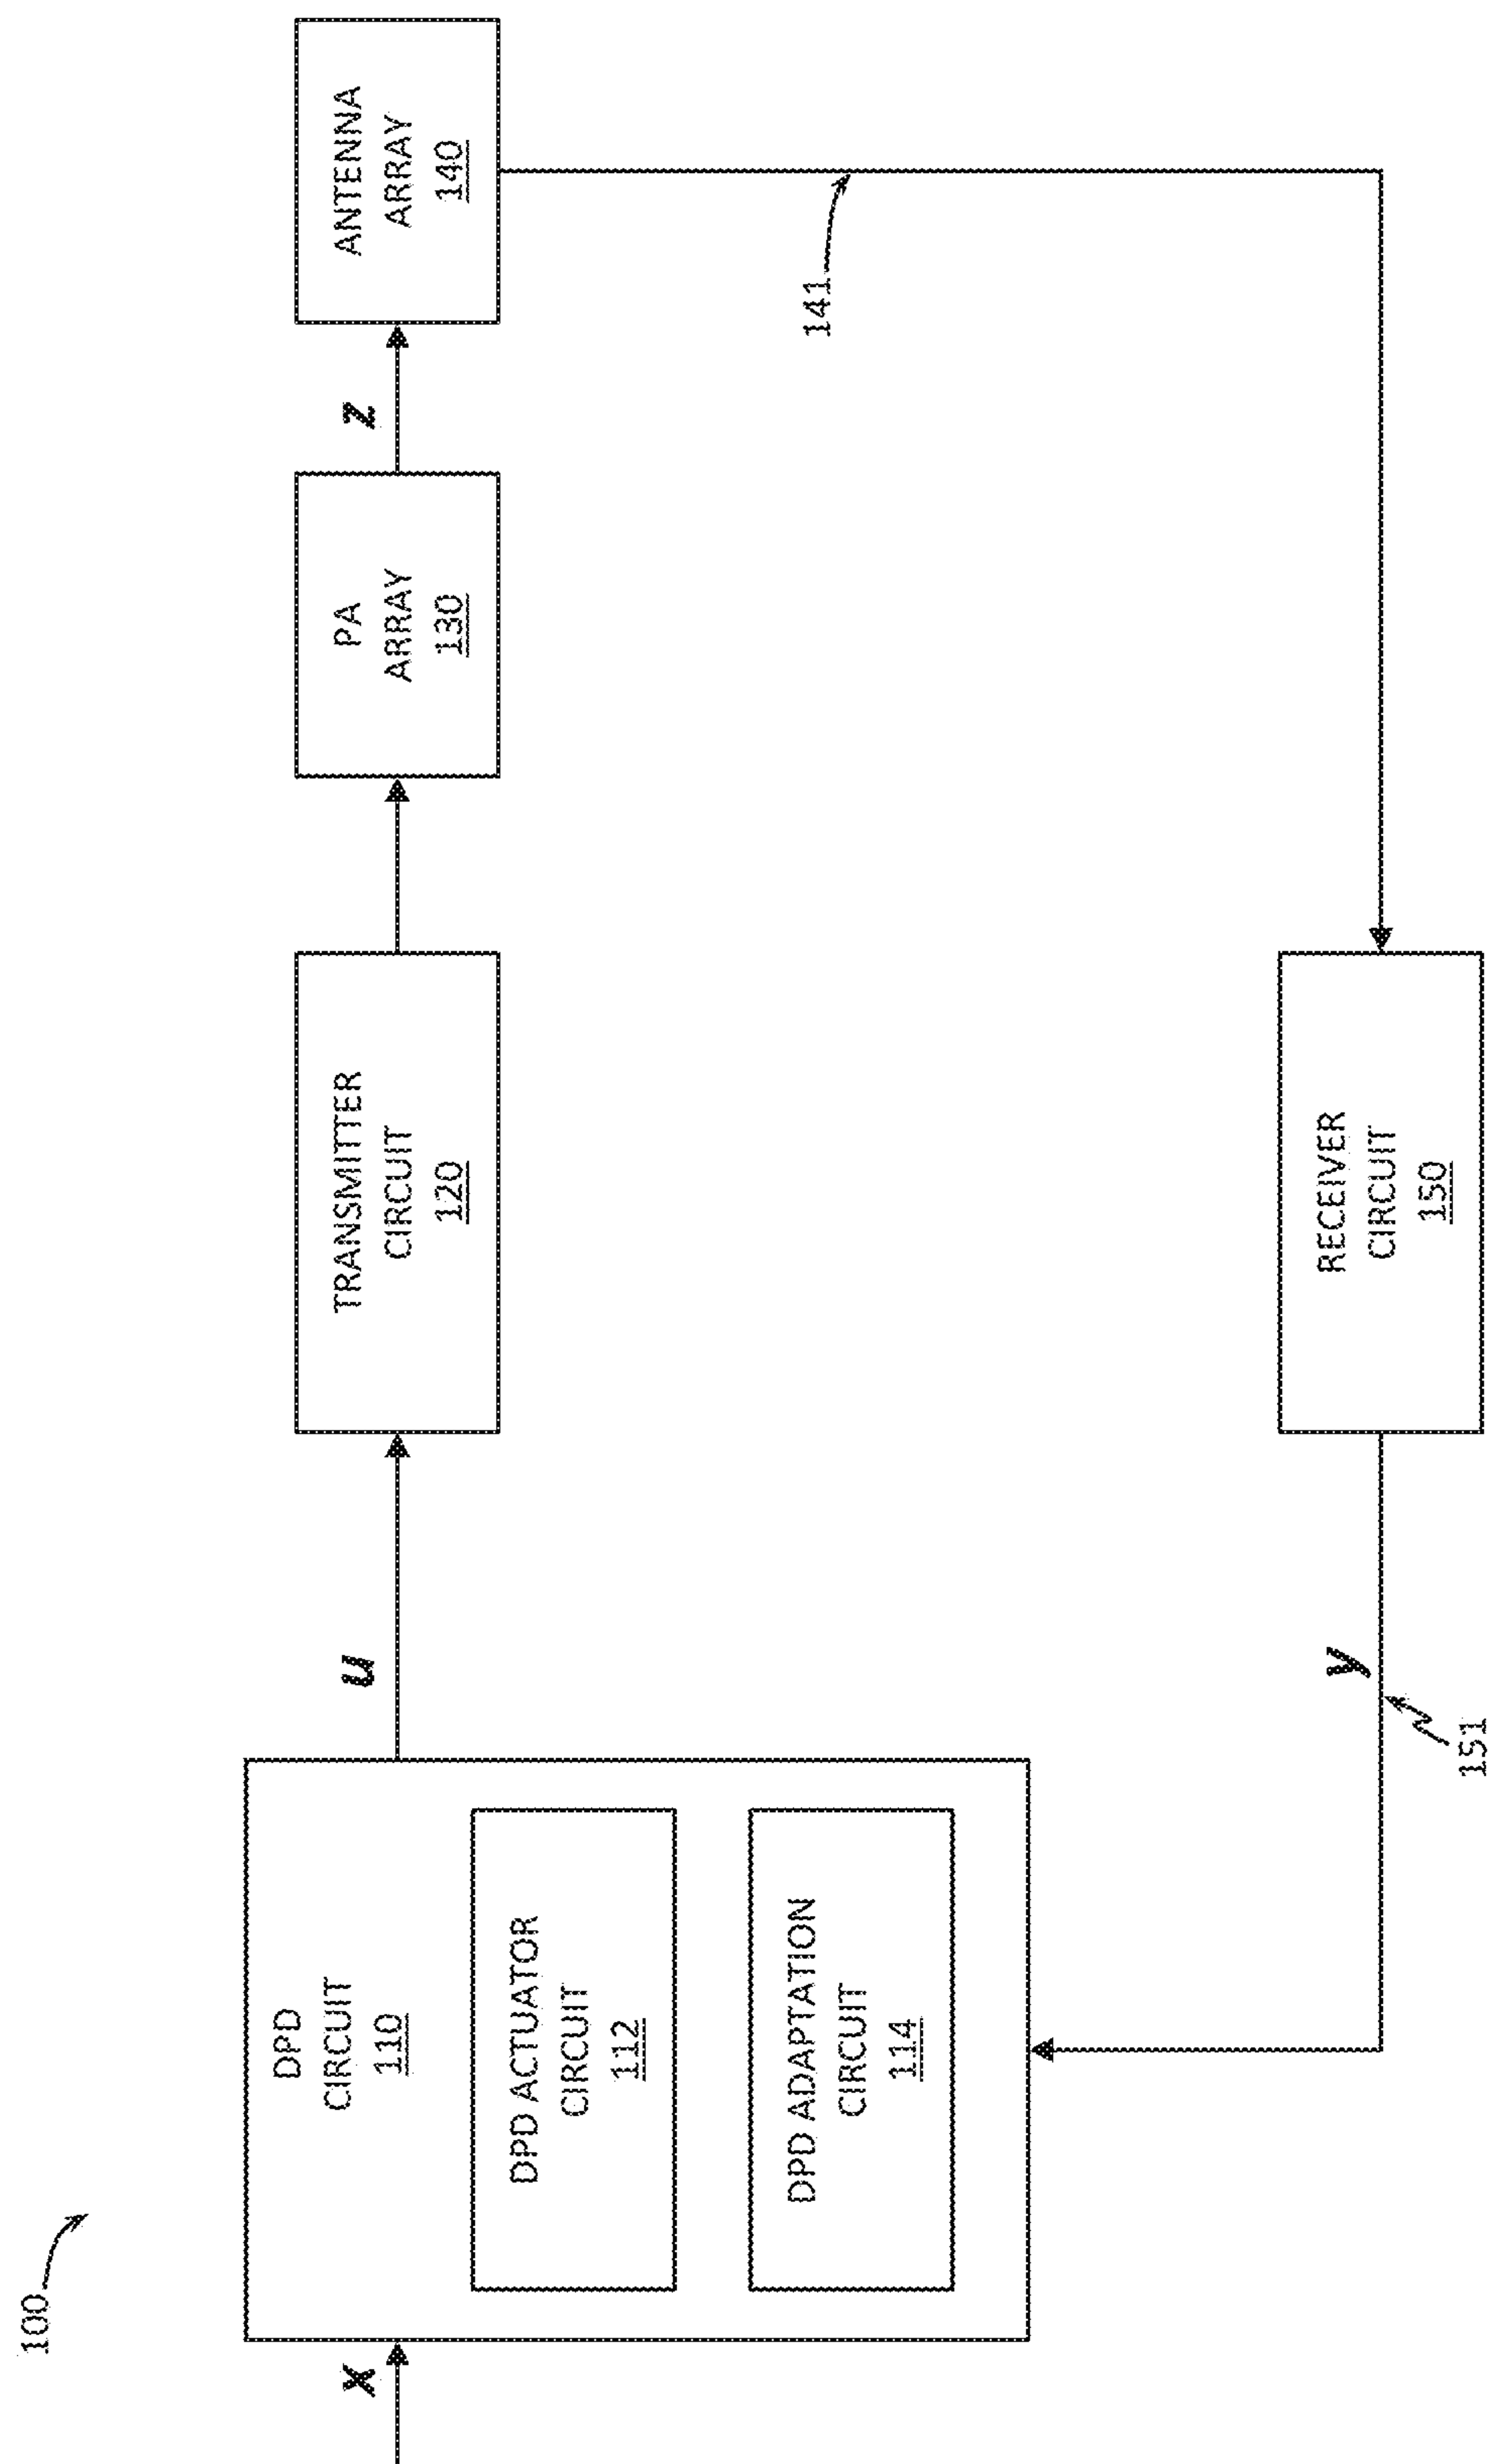 100
x
DPD
CIRCUIT
110
DPD ACTUATOR
CIRCUIT
112
DPD ADAPTATION
CIRCUIT
114
u
TRANSMITTER
CIRCUIT
120
PA
ARRAY
130
z
ANTENNA
ARRAY
140
141
RECEIVER
CIRCUIT
150
y
151